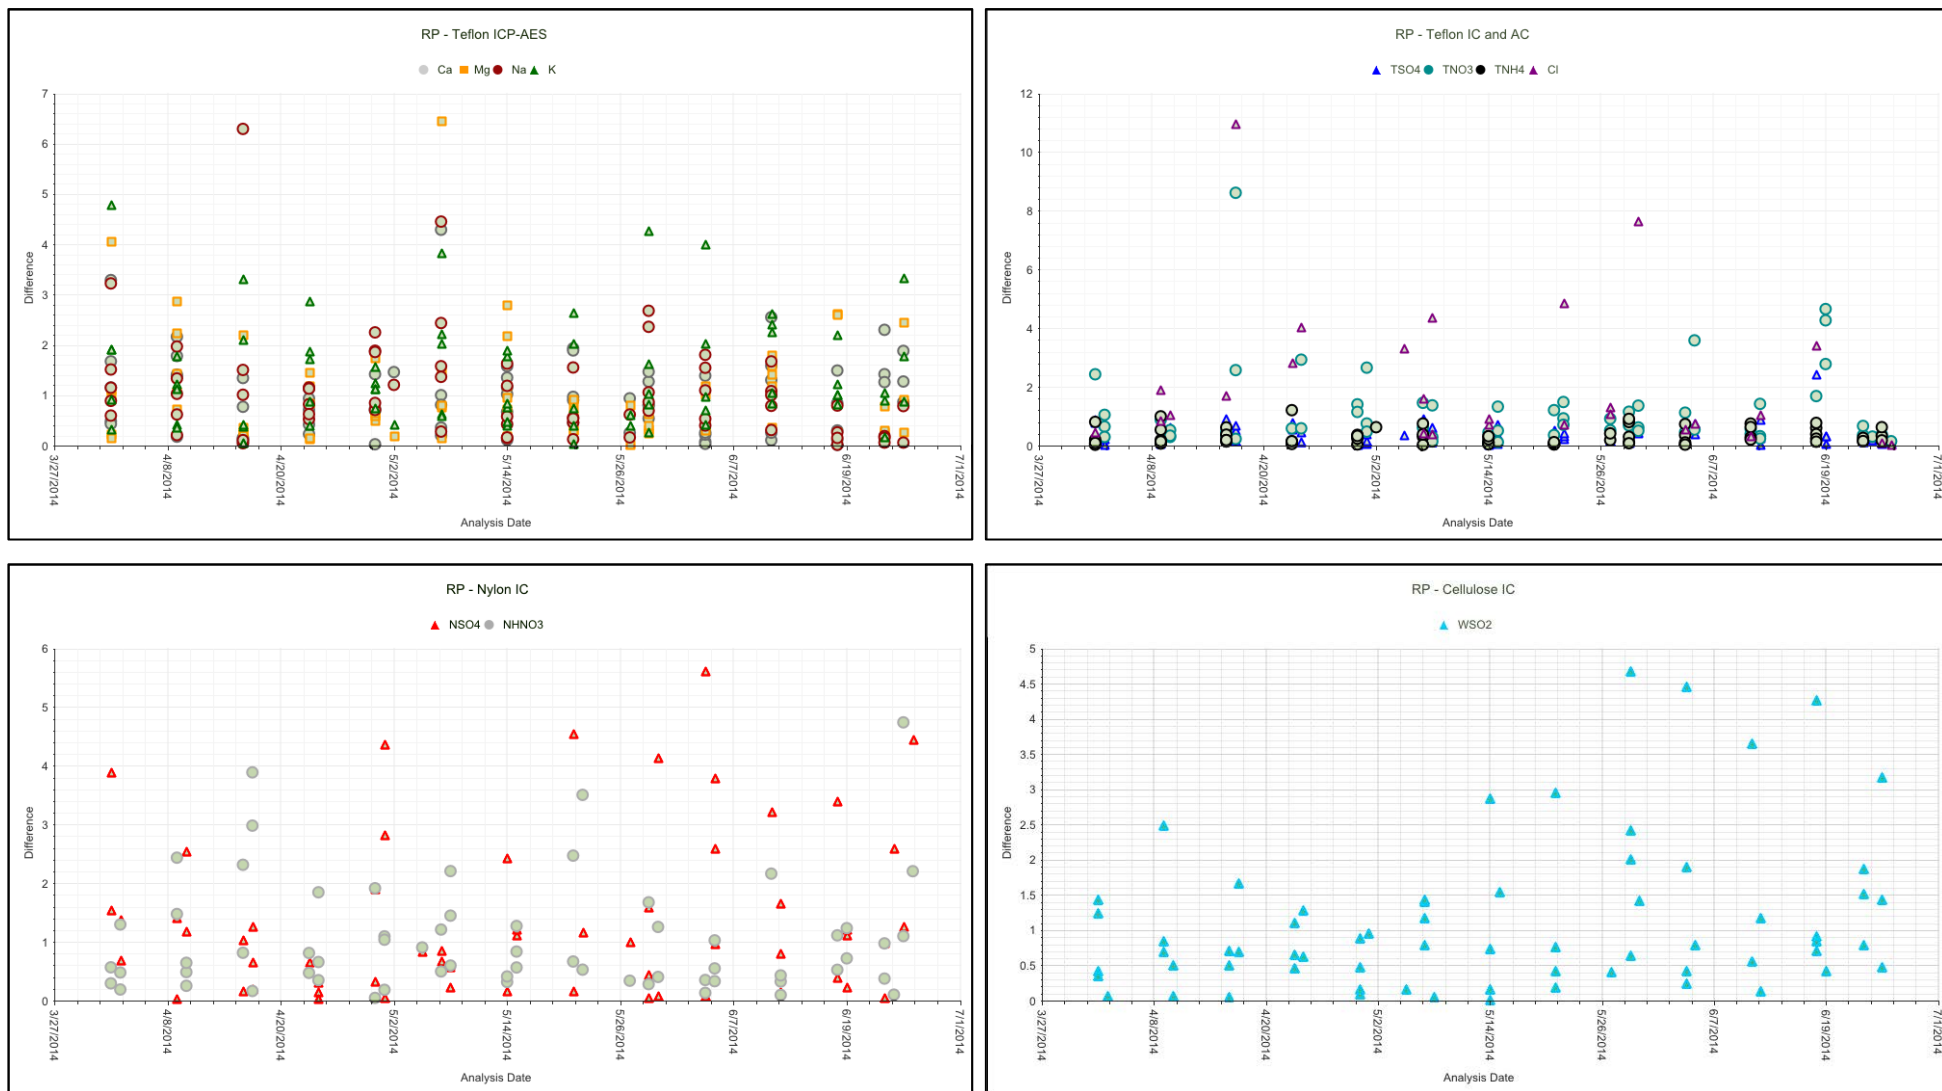 RP - Teflon ICP-AES
Ca Mg Na K
7
6
5
4
3
2
1
0
Difference
3/27/2014 4/8/2014 4/20/2014 5/2/2014 5/14/2014 5/26/2014 6/7/2014 6/19/2014 7/1/2014
Analysis Date
RP - Teflon IC and AC
TSO4 TNO3 TNH4 Cl
12
10
8
6
4
2
0
Difference
3/27/2014 4/8/2014 4/20/2014 5/2/2014 5/14/2014 5/26/2014 6/7/2014 6/19/2014 7/1/2014
Analysis Date
RP - Nylon IC
NSO4 NHNO3
6
5
4
3
2
1
0
Difference
3/27/2014 4/8/2014 4/20/2014 5/2/2014 5/14/2014 5/26/2014 6/7/2014 6/19/2014 7/1/2014
Analysis Date
RP - Cellulose IC
WSO2
5
4.5
4
3.5
3
2.5
2
1.5
1
0.5
0
Difference
3/27/2014 4/8/2014 4/20/2014 5/2/2014 5/14/2014 5/26/2014 6/7/2014 6/19/2014 7/1/2014
Analysis Date